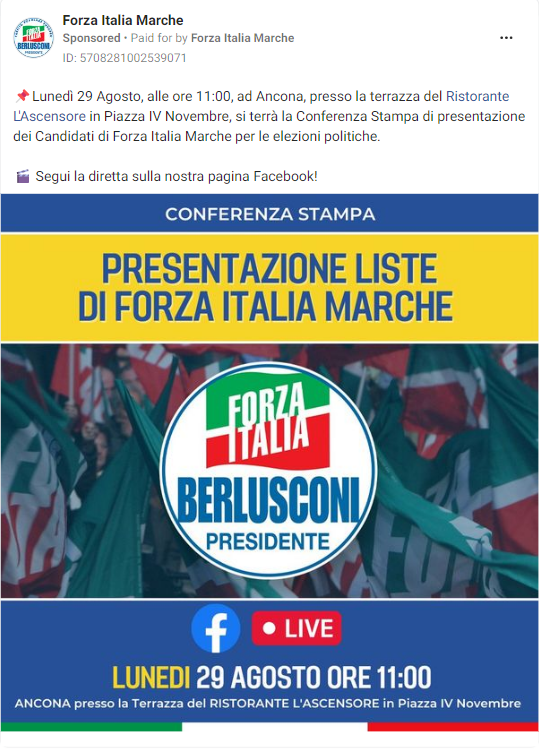 Forza Italia Marche
Sponsored • Paid for by Forza Italia Marche
ID: 5708281002539071
📌Lunedì 29 Agosto, alle ore 11:00, ad Ancona, presso la terrazza del Ristorante
L'Ascensore in Piazza IV Novembre, si terrà la Conferenza Stampa di presentazione
dei Candidati di Forza Italia Marche per le elezioni politiche.
🎬 Segui la diretta sulla nostra pagina Facebook!
CONFERENZA STAMPA
PRESENTAZIONE LISTE
DI FORZA ITALIA MARCHE
FORZA
ITALIA
BERLUSCONI
PRESIDENTE
LIVE
LUNEDI 29 AGOSTO ORE 11:00
ANCONA presso la Terrazza del RISTORANTE L'ASCENSORE in Piazza IV Novembre